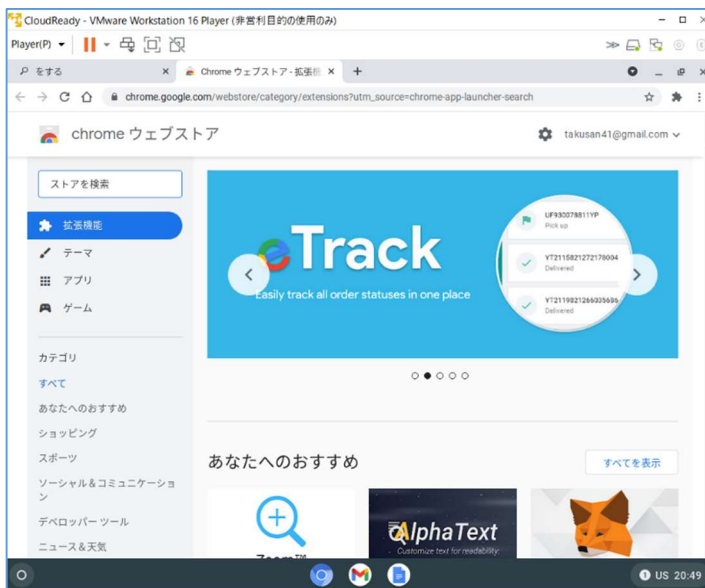 CloudReady - VMware Workstation 16 Player (非営利目的の使用のみ)
Player(P)
をする
Chrome ウェブストア - 拡張機
chrome.google.com/webstore/category/extensions?utm_source=chrome-app-launcher-search
chrome ウェブストア
takusan41@gmail.com
ストアを検索
拡張機能
テーマ
アプリ
ゲーム
カテゴリ
すべて
あなたへのおすすめ
ショッピング
スポーツ
ソーシャル＆コミュニケーショ
ン
デベロッパー ツール
ニュース＆天気
eTrack
Easily track all order statuses in one place
UF930078811YP
Pick up
YT2115821272178004
Delivered
Delivered
あなたへのおすすめ
すべてを表示
Zoom™
AlphaText
Customize text for readability
US 20:49